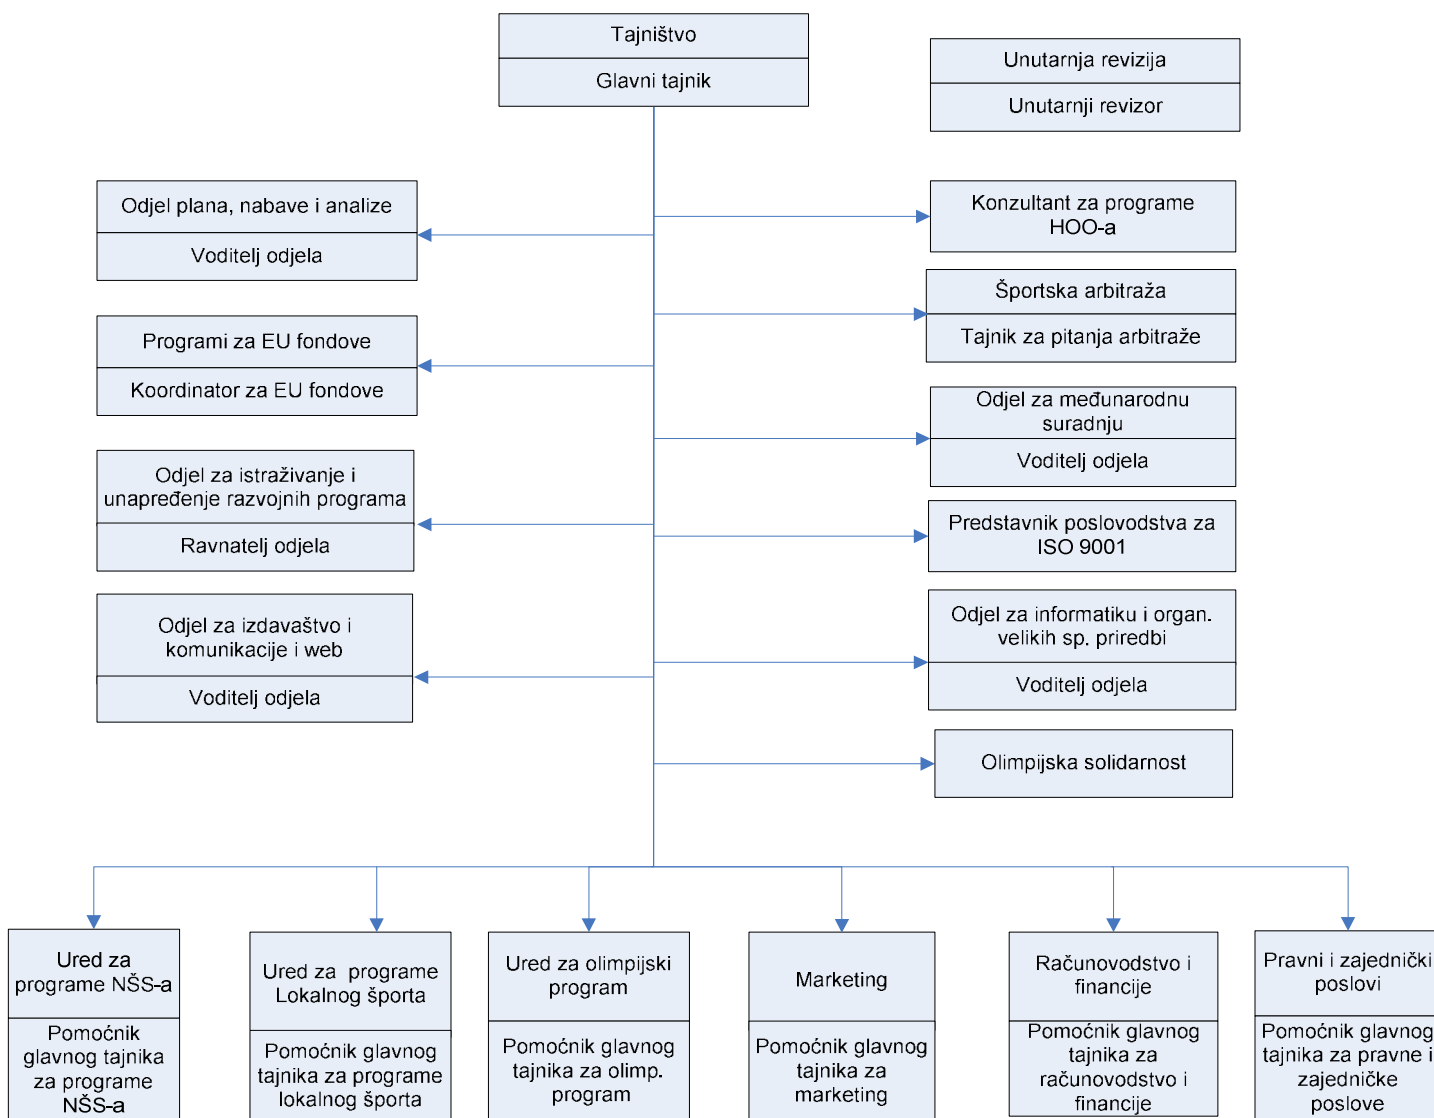 Tajništvo
Glavni tajnik
Unutarnja revizija
Unutarnji revizor
Odjel plana, nabave i analize
Voditelj odjela
Konzultant za programe
HOO-a
Športska arbitraža
Tajnik za pitanja arbitraže
Programi za EU fondove
Koordinator za EU fondove
Odjel za međunarodnu
suradnju
Voditelj odjela
Odjel za istraživanje i
unapređenje razvojnih programa
Ravnatelj odjela
Predstavnik poslovodstva za
ISO 9001
Odjel za izdavaštvo i
komunikacije i web
Voditelj odjela
Odjel za informatiku i organ.
velikih sp. priredbi
Voditelj odjela
Olimpijska solidarnost
Ured za
programe NŠS-a
Pomoćnik
glavnog tajnika
za programe
NŠS-a
Ured za programe
Lokalnog športa
Pomoćnik glavnog
tajnika za programe
lokalnog športa
Ured za olimpijski
program
Pomoćnik glavnog
tajnika za olimp.
program
Marketing
Pomoćnik glavnog
tajnika za
marketing
Računovodstvo i
financije
Pomoćnik glavnog
tajnika za
računovodstvo i
financije
Pravni i zajednički
poslovi
Pomoćnik glavnog
tajnika za pravne i
zajedničke
poslove